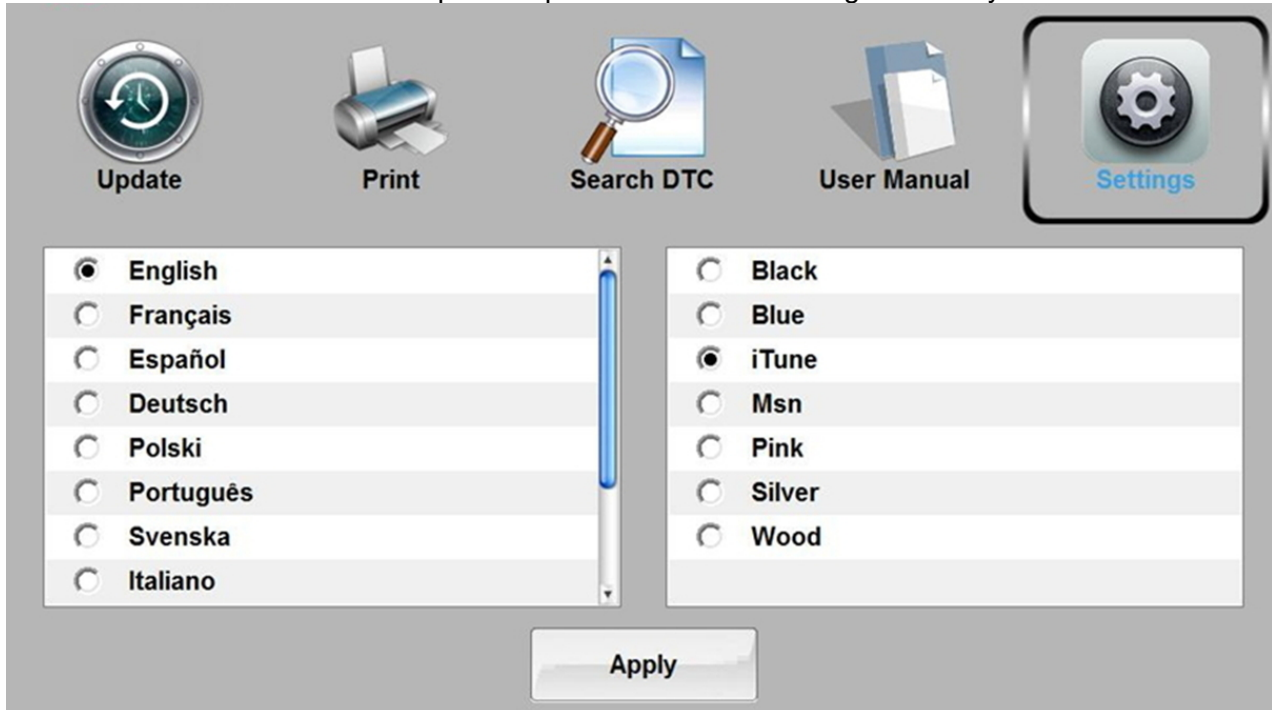 Update Print Search DTC User Manual Settings
English
Français
Español
Deutsch
Polski
Português
Svenska
Italiano
Black
Blue
iTune
Msn
Pink
Silver
Wood
Apply